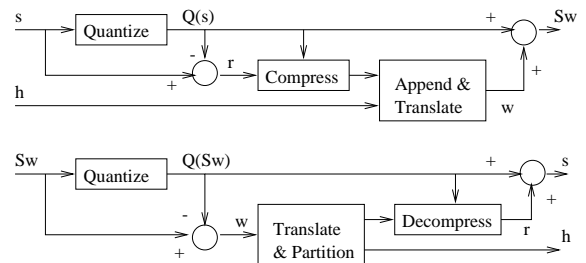 s
Quantize
Q(s)
+
Sw
-
+
r
Compress
Append &
Translate
+
w
h
Sw
Quantize
Q(Sw)
+
s
-
+
w
Translate
& Partition
Decompress
r
+
h